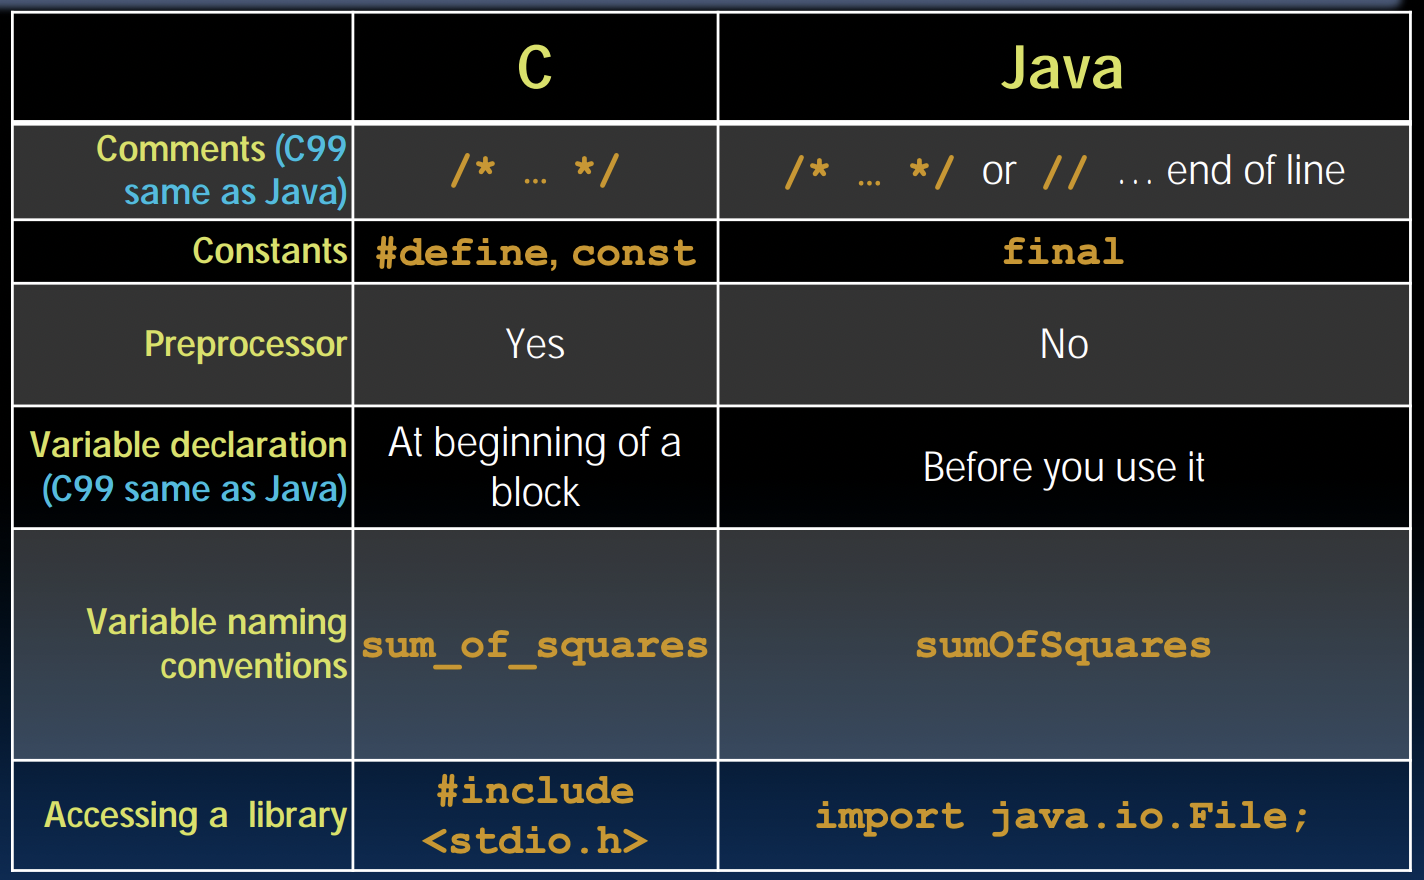 C Java
Comments (C99
same as Java)
/* … */
/* … */ or // … end of line
Constants
#define, const
final
Preprocessor
Yes
No
Variable declaration
(C99 same as Java)
At beginning of a
block
Before you use it
Variable naming
conventions
sum_of_squares
sumOfSquares
Accessing a library
#include
<stdio.h>
import java.io.File;